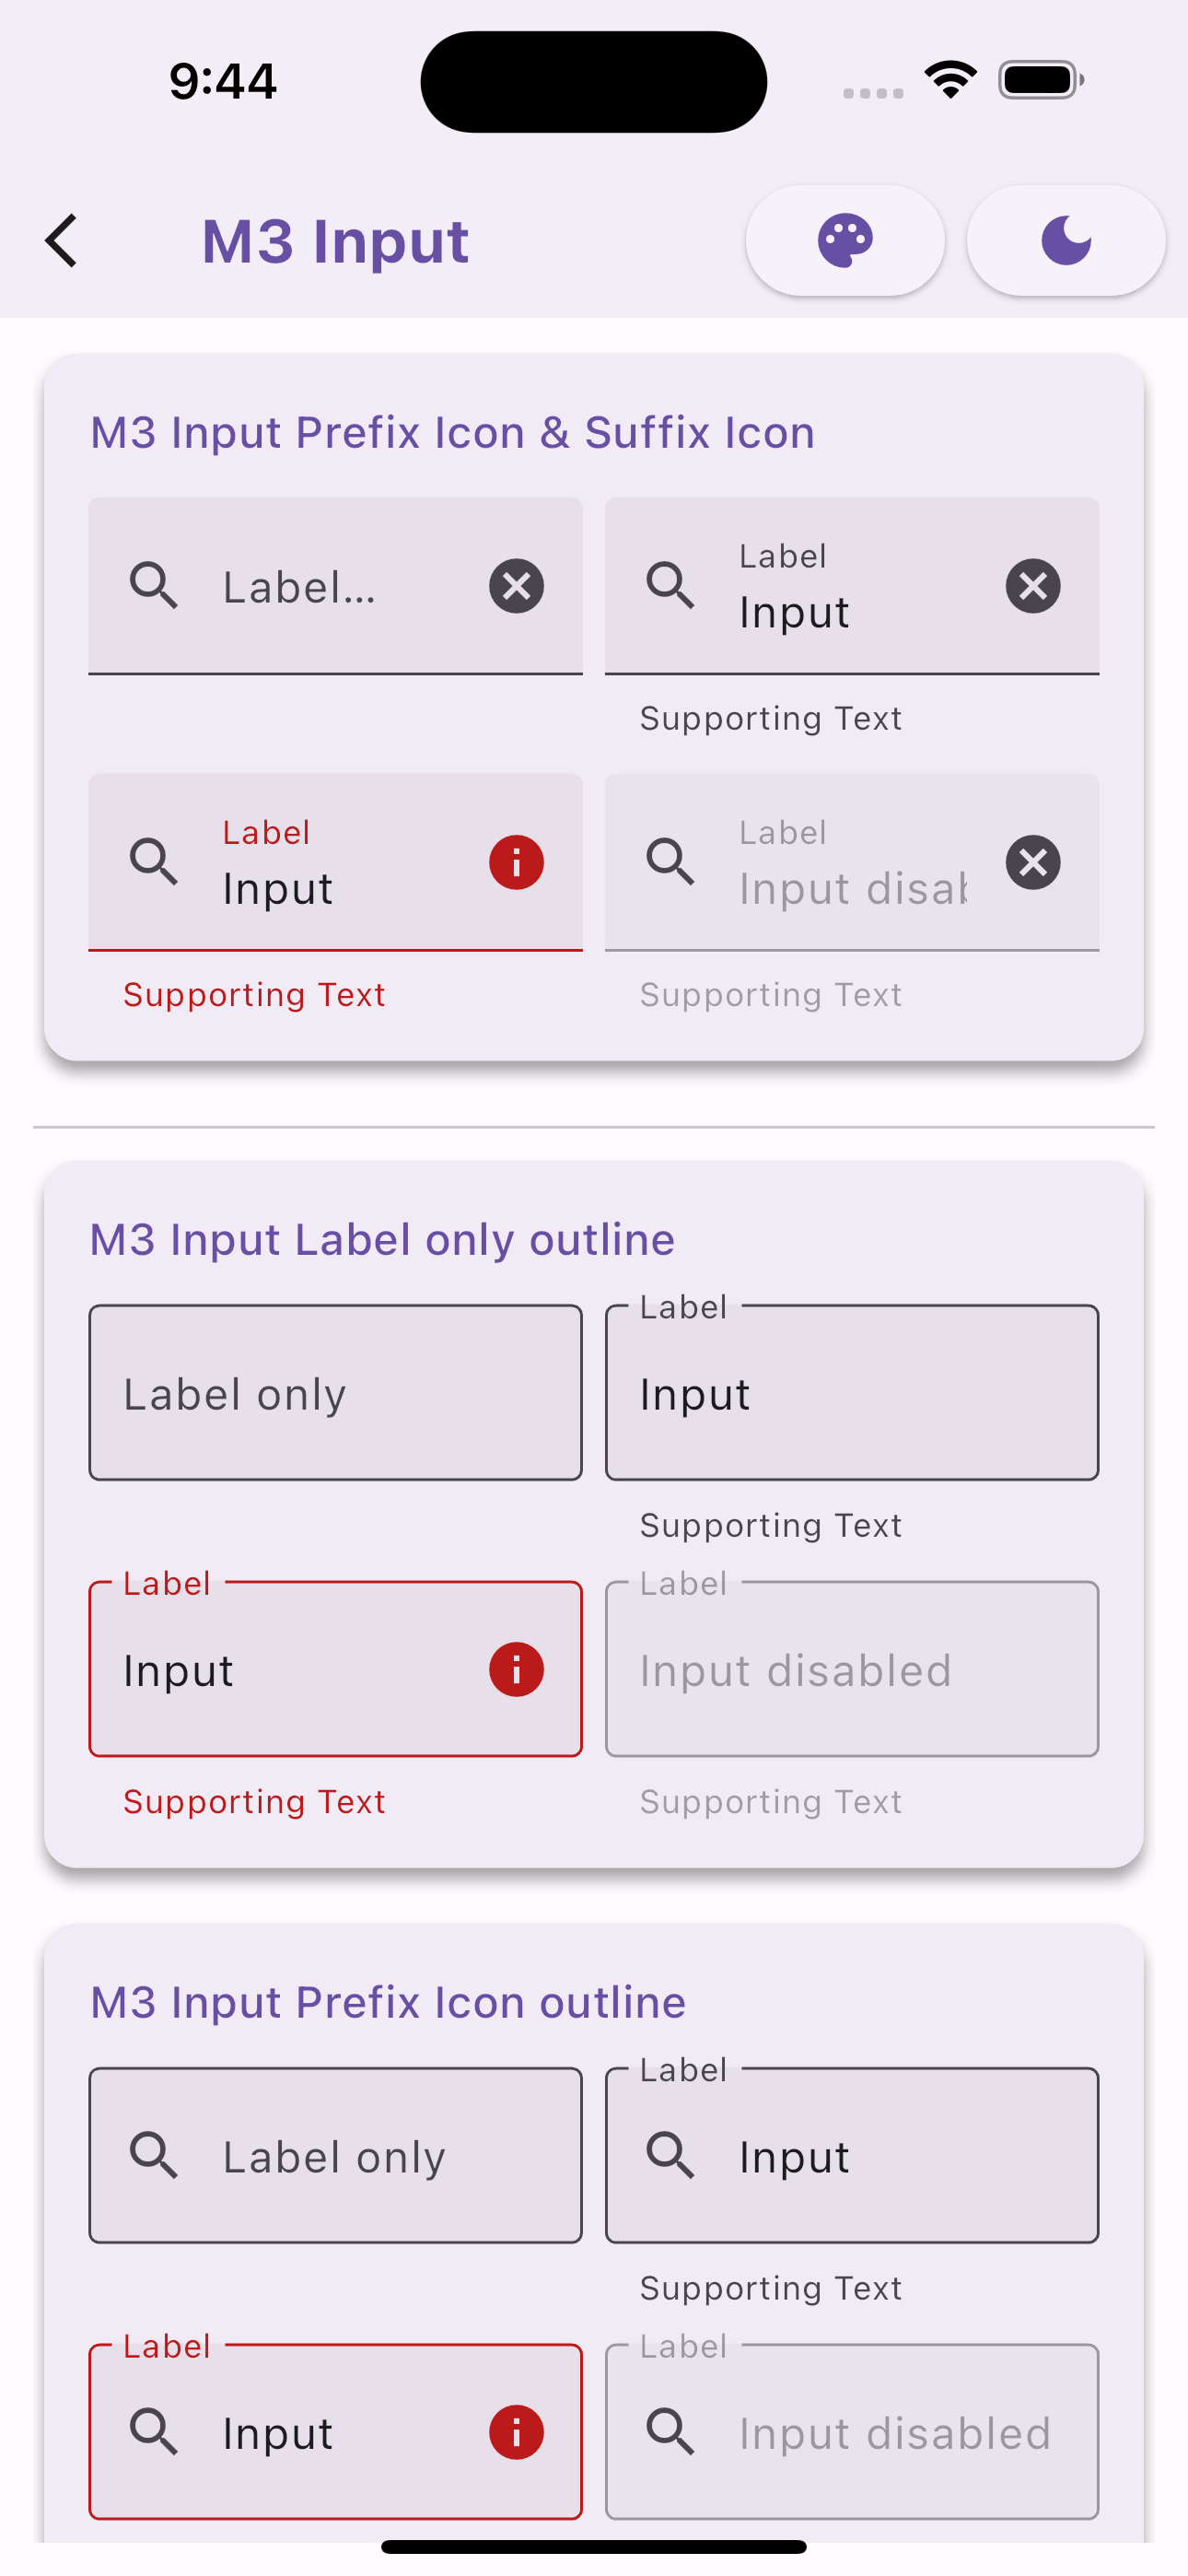 9:44
M3 Input
M3 Input Prefix Icon & Suffix Icon
Label...
Label
Input
Supporting Text
Label
Input
Supporting Text
Label
Input disab
Supporting Text
M3 Input Label only outline
Label only
Label
Input
Supporting Text
Label
Input
Supporting Text
Label
Input disabled
Supporting Text
M3 Input Prefix Icon outline
Label only
Label
Input
Supporting Text
Label
Input
Label
Input disabled